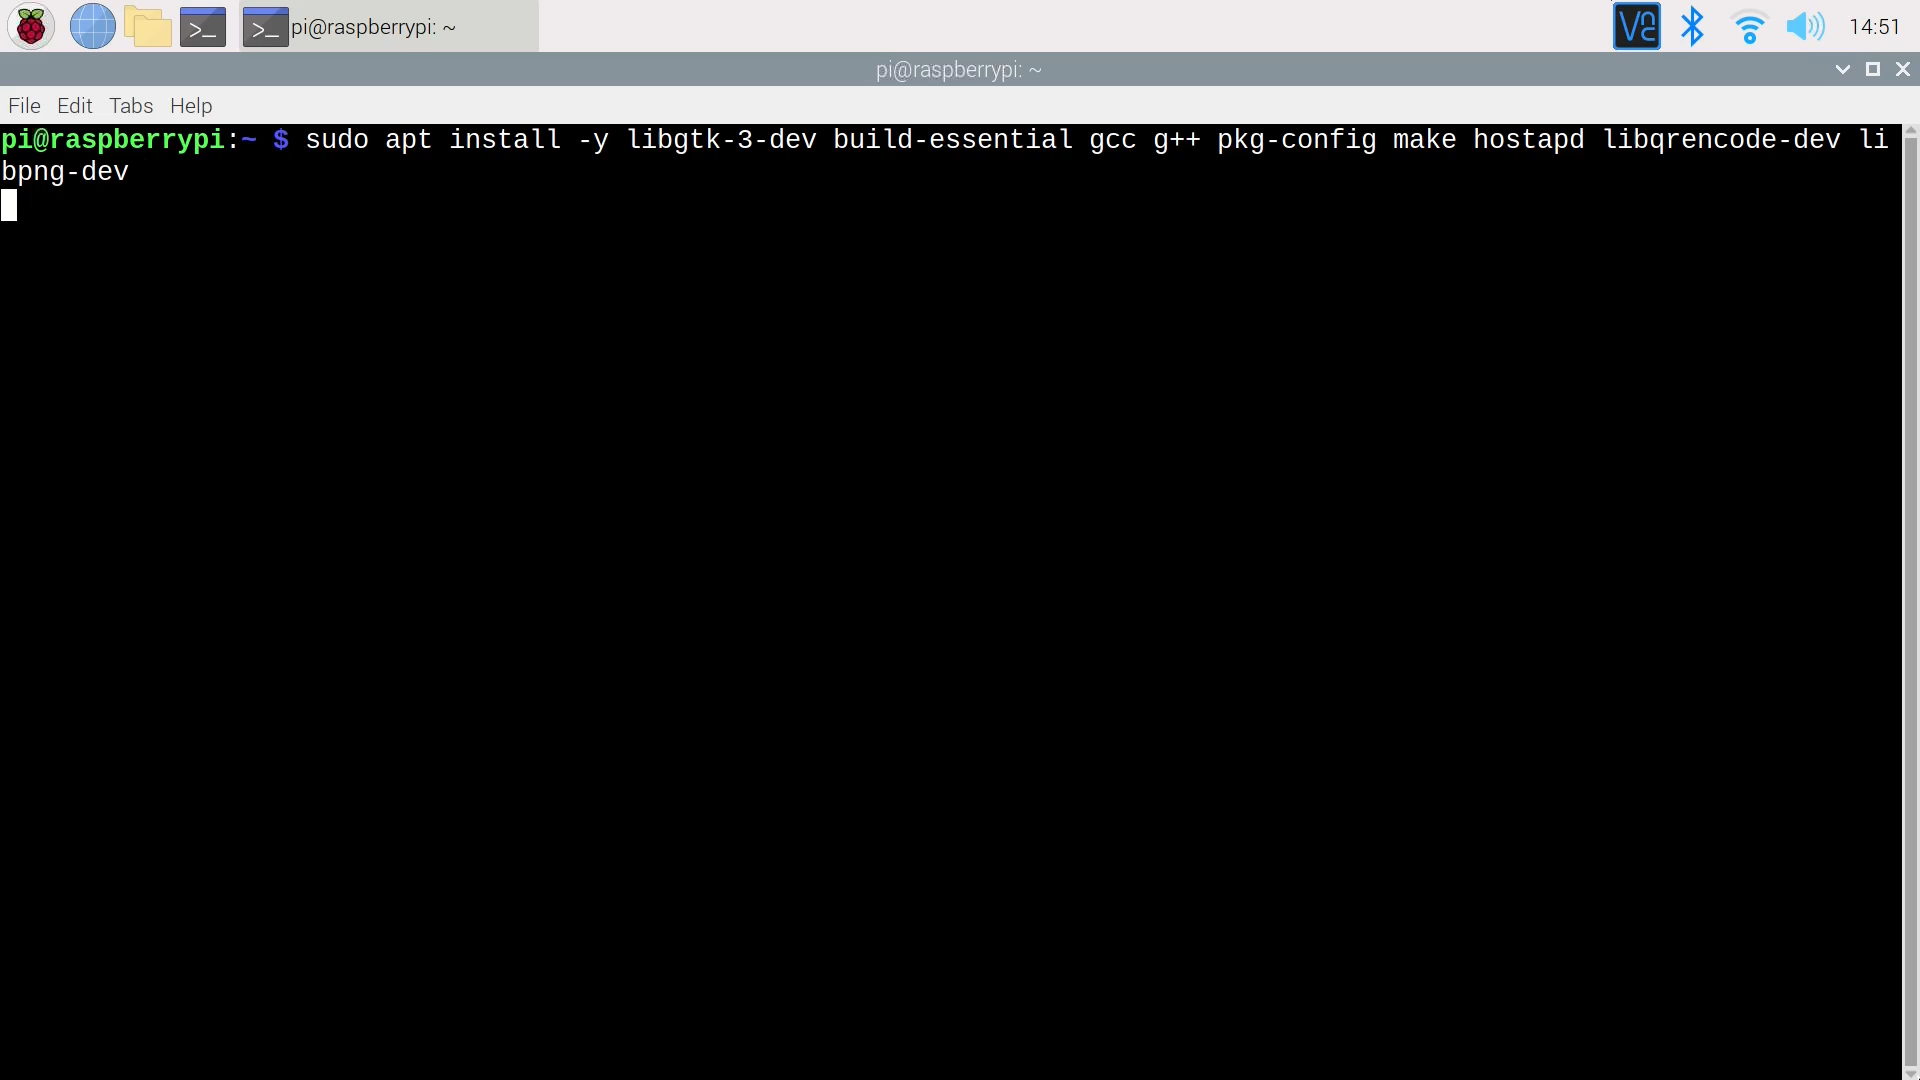 pi@raspberrypi: ~
14:51
pi@raspberrypi: ~
File Edit Tabs Help
pi@raspberrypi:~ $ sudo apt install -y libgtk-3-dev build-essential gcc g++ pkg-config make hostapd libqrencode-dev li
bpng-dev